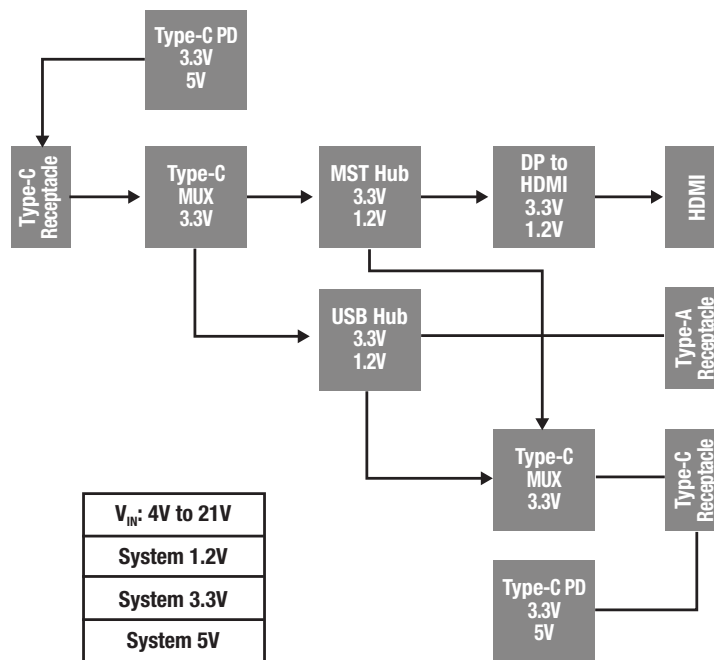 Type-C PD
3.3V
5V
Type-C
Receptacle
Type-C
MUX
3.3V
MST Hub
3.3V
1.2V
DP to
HDMI
3.3V
1.2V
HDMI
USB Hub
3.3V
1.2V
Type-A
Receptacle
Type-C
MUX
3.3V
Type-C
Receptacle
Type-C PD
3.3V
5V
VIN: 4V to 21V
System 1.2V
System 3.3V
System 5V